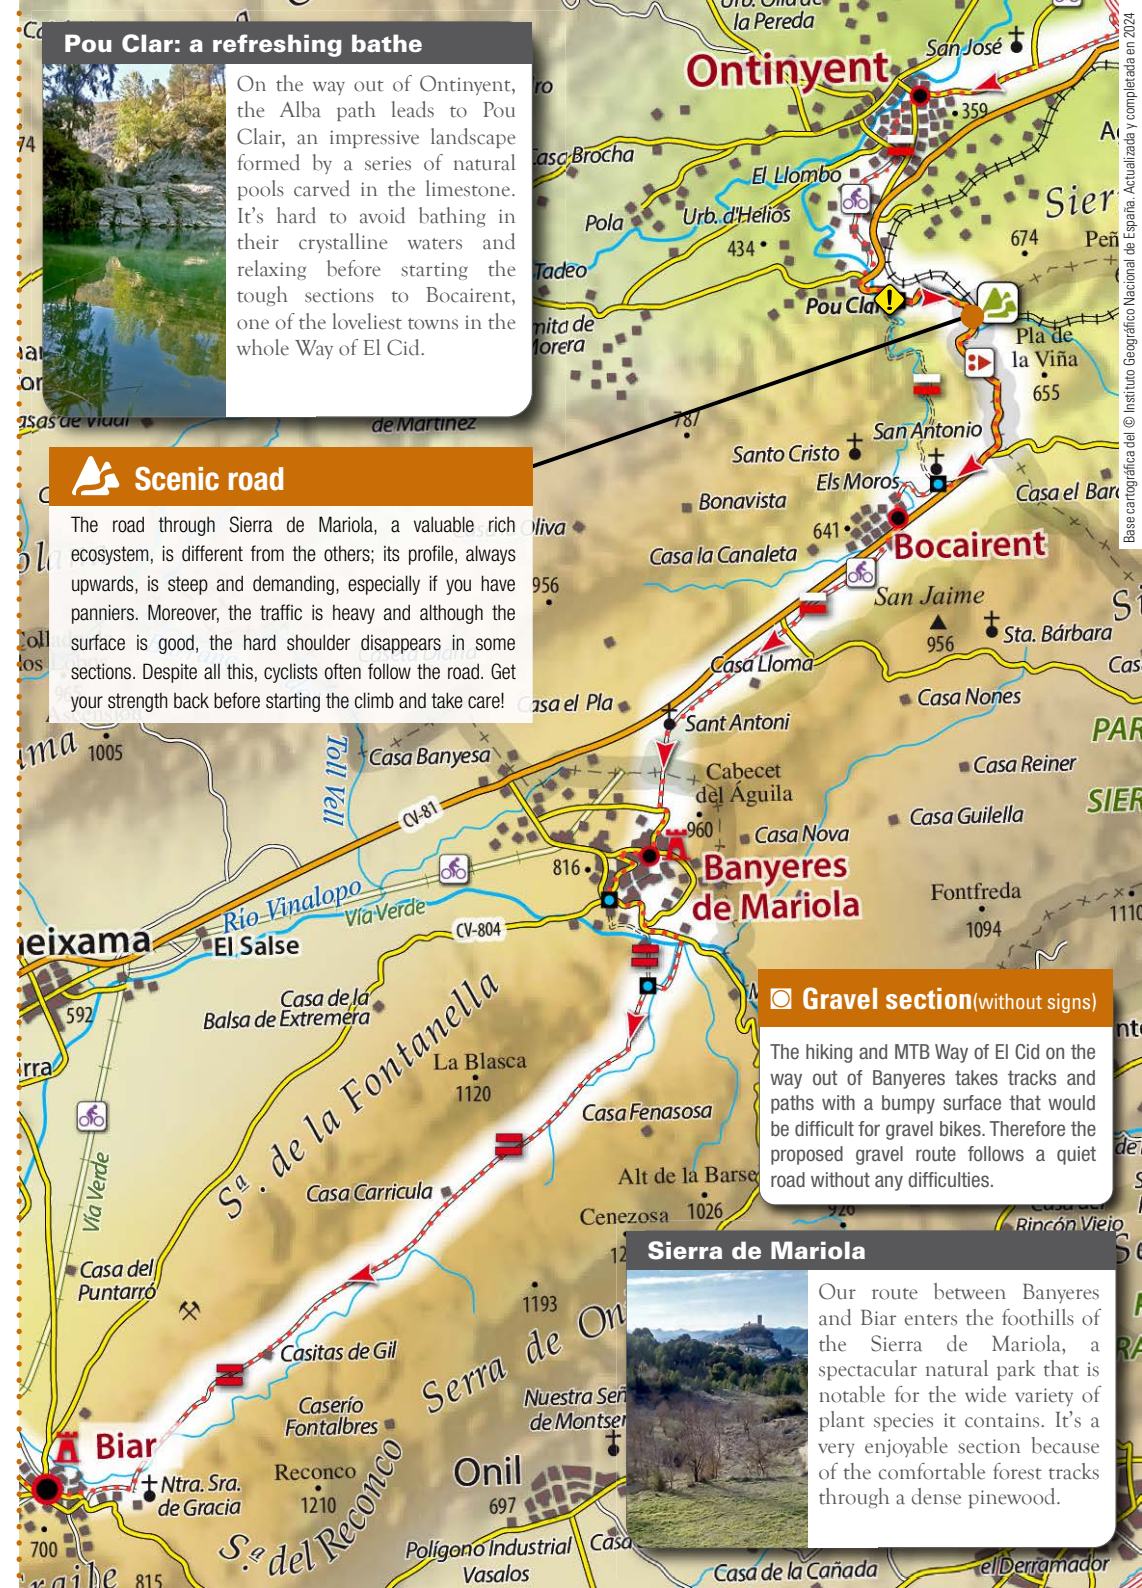 Urb. Olla de
la Pereda
San José
Ontinyent
359
Pou Clar: a refreshing bathe
On the way out of Ontinyent,
the Alba path leads to Pou
Clair, an impressive landscape
formed by a series of natural
pools carved in the limestone.
It's hard to avoid bathing in
their crystalline waters and
relaxing before starting the
tough sections to Bocairent,
one of the loveliest towns in the
whole Way of El Cid.
Casa Brocha
El Llombo
Pola
Urb. d'Helios
434
674
Tadeo
Pou Clar
Pla de
la Viña
655
de Martínez
787
Santo Cristo
San Antonio
Els Moros
Bonavista
641
Bocairent
Casa la Canaleta
San Jaime
956
Sta. Bárbara
956
Casa Lloma
Casa Nones
Scenic road
The road through Sierra de Mariola, a valuable rich
ecosystem, is different from the others; its profile, always
upwards, is steep and demanding, especially if you have
panniers. Moreover, the traffic is heavy and although the
surface is good, the hard shoulder disappears in some
sections. Despite all this, cyclists often follow the road. Get
your strength back before starting the climb and take care!
Casa el Pla
Sant Antoni
1005
Casa Banyesa
Toll Vell
Cabecet
del Águila
960
Casa Reiner
Casa Guilella
CV-81
Casa Nova
816
Banyeres
de Mariola
Fontfreda
1094
1110
Río Vinalopo
Vía Verde
CV-804
El Salse
eixama
592
Casa de la
Balsa de Extremera
Sª. de la Fontanella
La Blasca
1120
Casa Fenasosa
Gravel section(without signs)
The hiking and MTB Way of El Cid on the
way out of Banyeres takes tracks and
paths with a bumpy surface that would
be difficult for gravel bikes. Therefore the
proposed gravel route follows a quiet
road without any difficulties.
Vía Verde
Casa Carricula
Alt de la Barse
1026
Cenezosa
Rincón Viejo
Casa del
Puntarró
1193
Sierra de Mariola
Our route between Banyeres
and Biar enters the foothills of
the Sierra de Mariola, a
spectacular natural park that is
notable for the wide variety of
plant species it contains. It's a
very enjoyable section because
of the comfortable forest tracks
through a dense pinewood.
Casitas de Gil
Serra de On
Caserío
Fontalbres
Nuestra Señ
de Montser
Biar
Ntra. Sra.
de Gracia
Reconco
1210
Sª del Reconco
Onil
697
700
815
Polígono Industrial
Vasalos
Casa
Casa de la Cañada
el Derramador
Base cartográfica del © Instituto Geográfico Nacional de España. Actualizada y completada en 2024